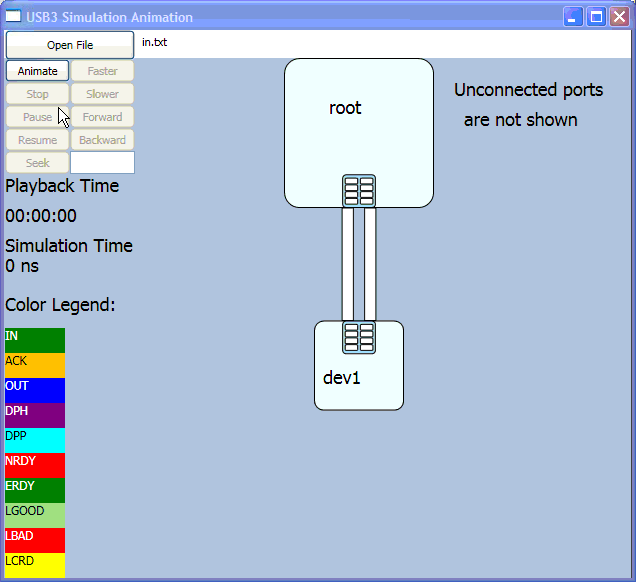 USB3 Simulation Animation
Open File
in.txt
Animate
Faster
Stop
Slower
Pause
Forward
Resume
Backward
Seek
Playback Time
00:00:00
Simulation Time
0 ns
Color Legend:
IN
ACK
OUT
DPH
DPP
NRDY
ERDY
LGOOD
LBAD
LCRD
root
Unconnected ports
are not shown
dev1